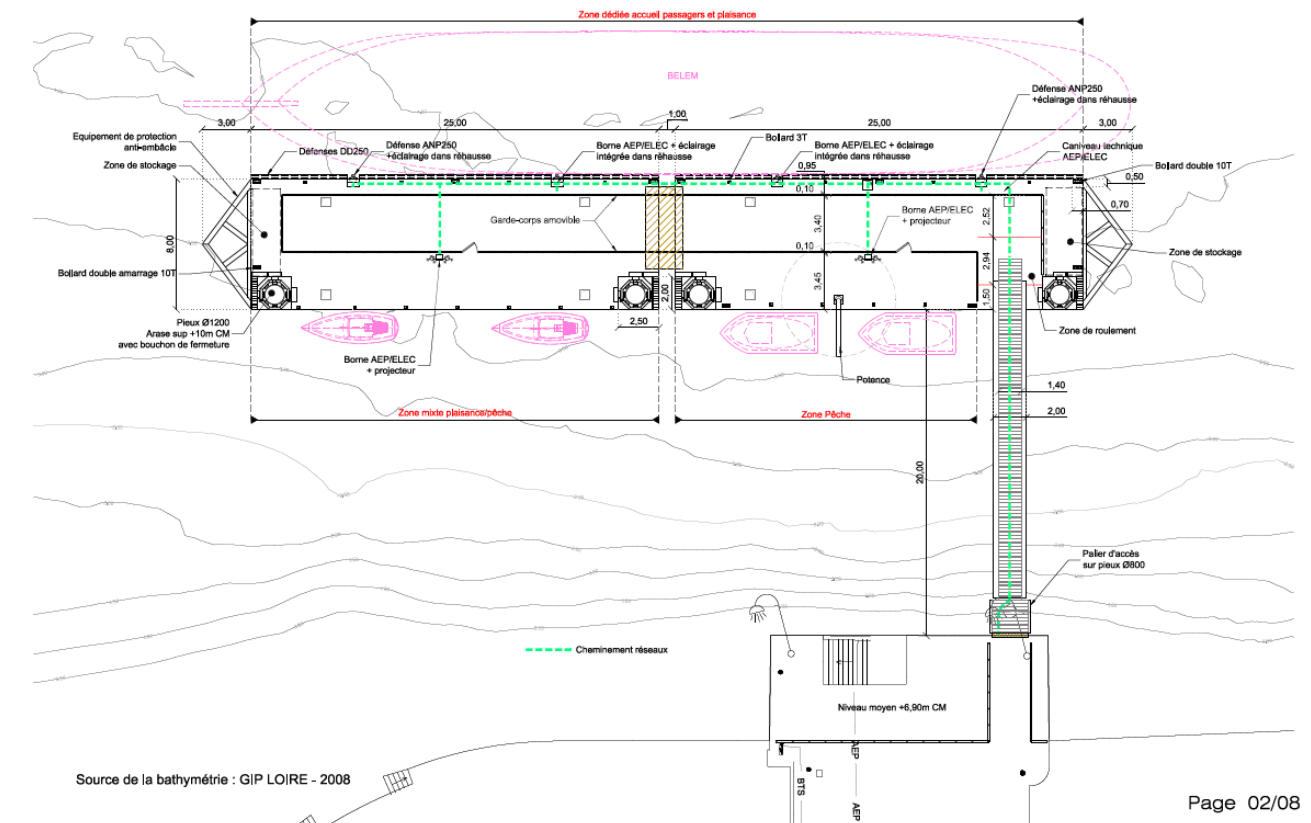 Zone dédiée accueil passagers et plaisance
BELEM
Défense ANP250
+éclairage dans réhausse
3,00
25,00
1,00
25,00
3,00
Equipement de protection
anti-embâcle
Zone de stockage
Défenses DD250
Défense ANP250
+éclairage dans réhausse
Borne AEP/ELEC + éclairage
intégrée dans réhausse
Bollard 3T
Borne AEP/ELEC + éclairage
intégrée dans réhausse
Caniveau technique
AEP/ELEC
Bollard double 10T
0,95
0,50
0,10
0,70
Garde-corps amovible
3,40
Borne AEP/ELEC
+ projecteur
2,52
8,00
0,10
2,94
Zone de stockage
Bollard double amarrage 10T
3,45
2,00
1,50
Pieux Ø1200
Arase sup +10m CM
avec bouchon de fermeture
2,50
Zone de roulement
Borne AEP/ELEC
+ projecteur
Potence
1,40
Zone mixte plaisance/pêche
Zone Pêche
2,00
20,00
Palier d'accès
sur pieux Ø800
Cheminement réseaux
Niveau moyen +6,90m CM
AEP
BTS
AEP
Source de la bathymétrie : GIP LOIRE - 2008
Page 02/08